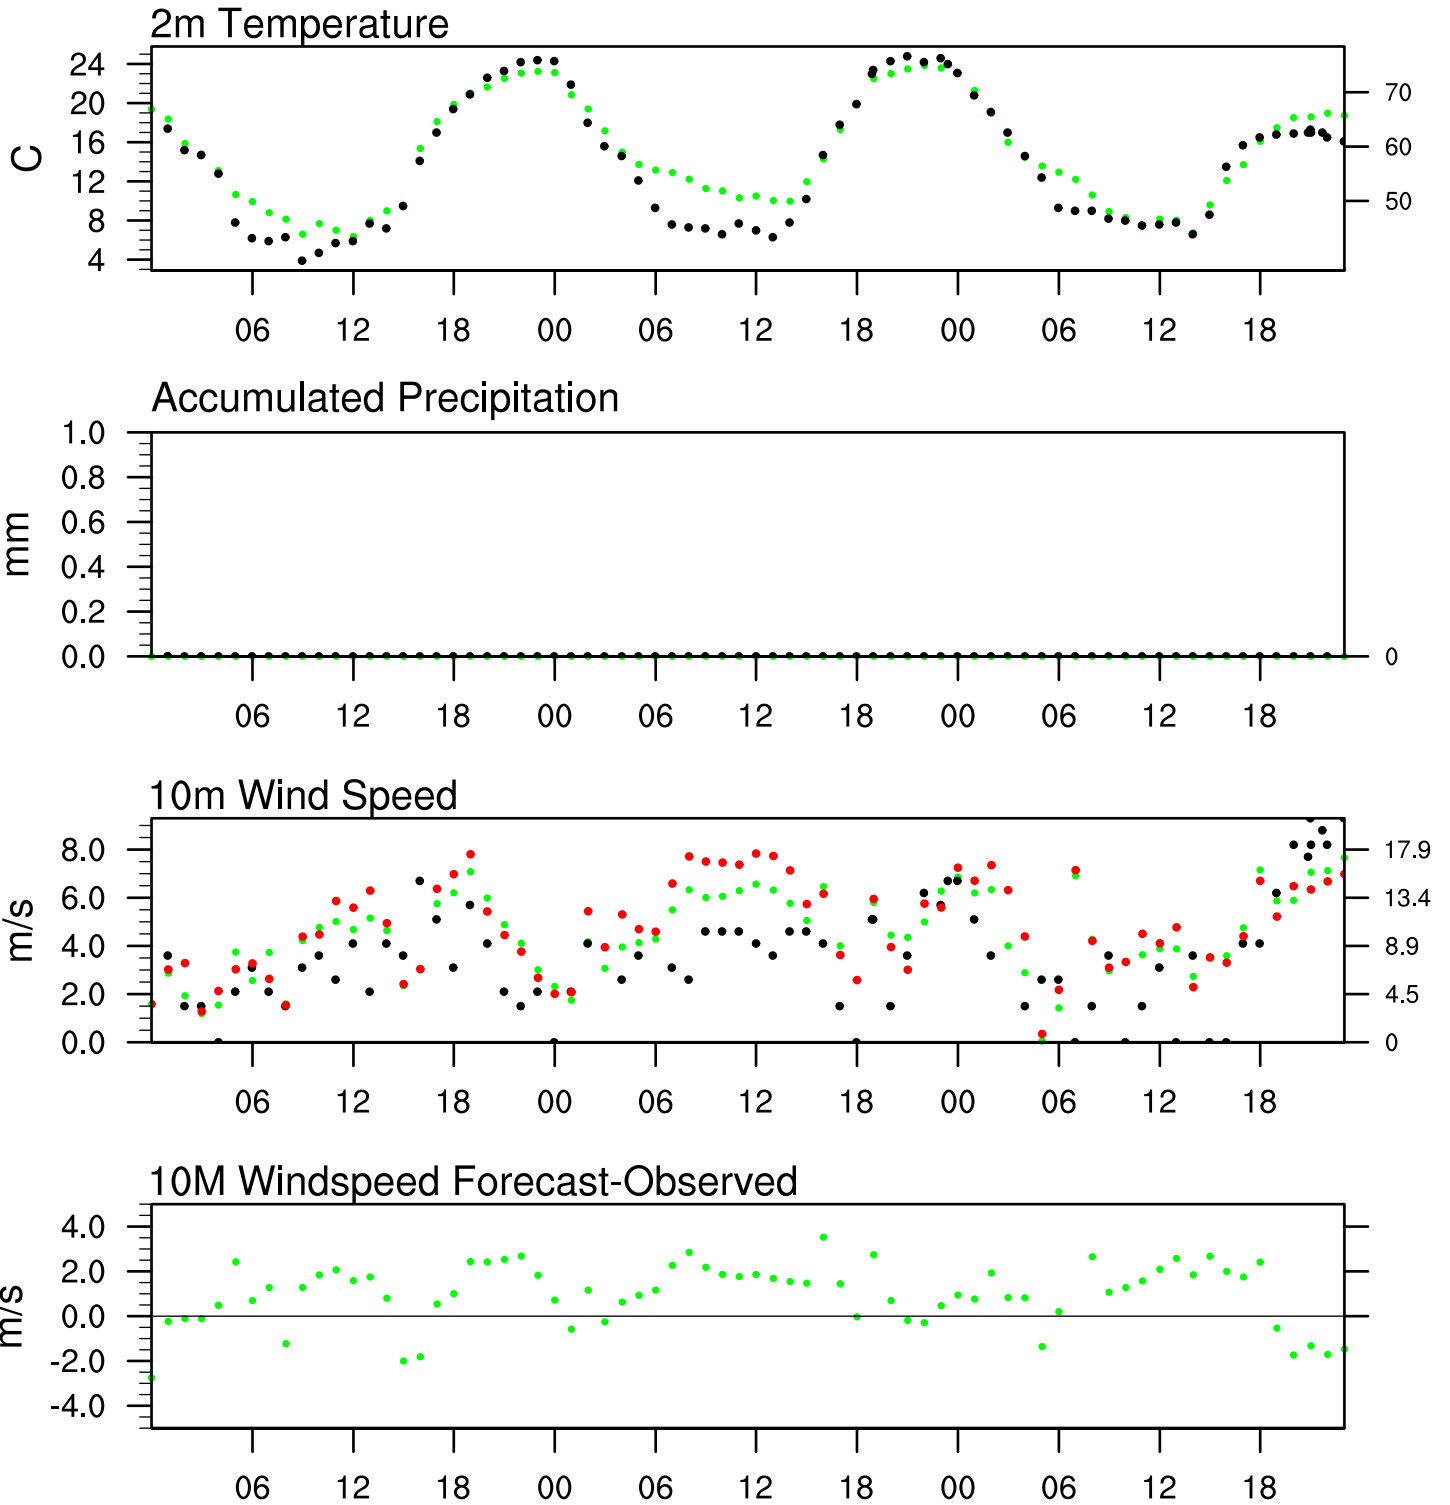 2m Temperature
24
20
16
12
8
4
C
70
60
50
06 12 18 00 06 12 18 00 06 12 18
Accumulated Precipitation
1.0
0.8
0.6
0.4
0.2
0.0
mm
0
06 12 18 00 06 12 18 00 06 12 18
10m Wind Speed
8.0
6.0
4.0
2.0
0.0
m/s
17.9
13.4
8.9
4.5
0
06 12 18 00 06 12 18 00 06 12 18
10M Windspeed Forecast-Observed
4.0
2.0
0.0
-2.0
-4.0
m/s
06 12 18 00 06 12 18 00 06 12 18